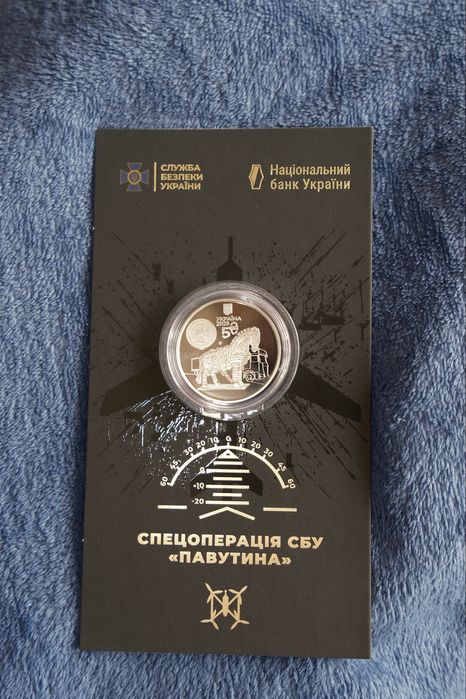 СЛУЖБА
БЕЗПЕКИ
УКРАЇНИ
Національний
банк України
УКРАЇНА
2025
5
60 45 30 20 10 0 10 20 30 45 60
0
+10
-20
СПЕЦОПЕРАЦІЯ СБУ
«ПАВУТИНА»